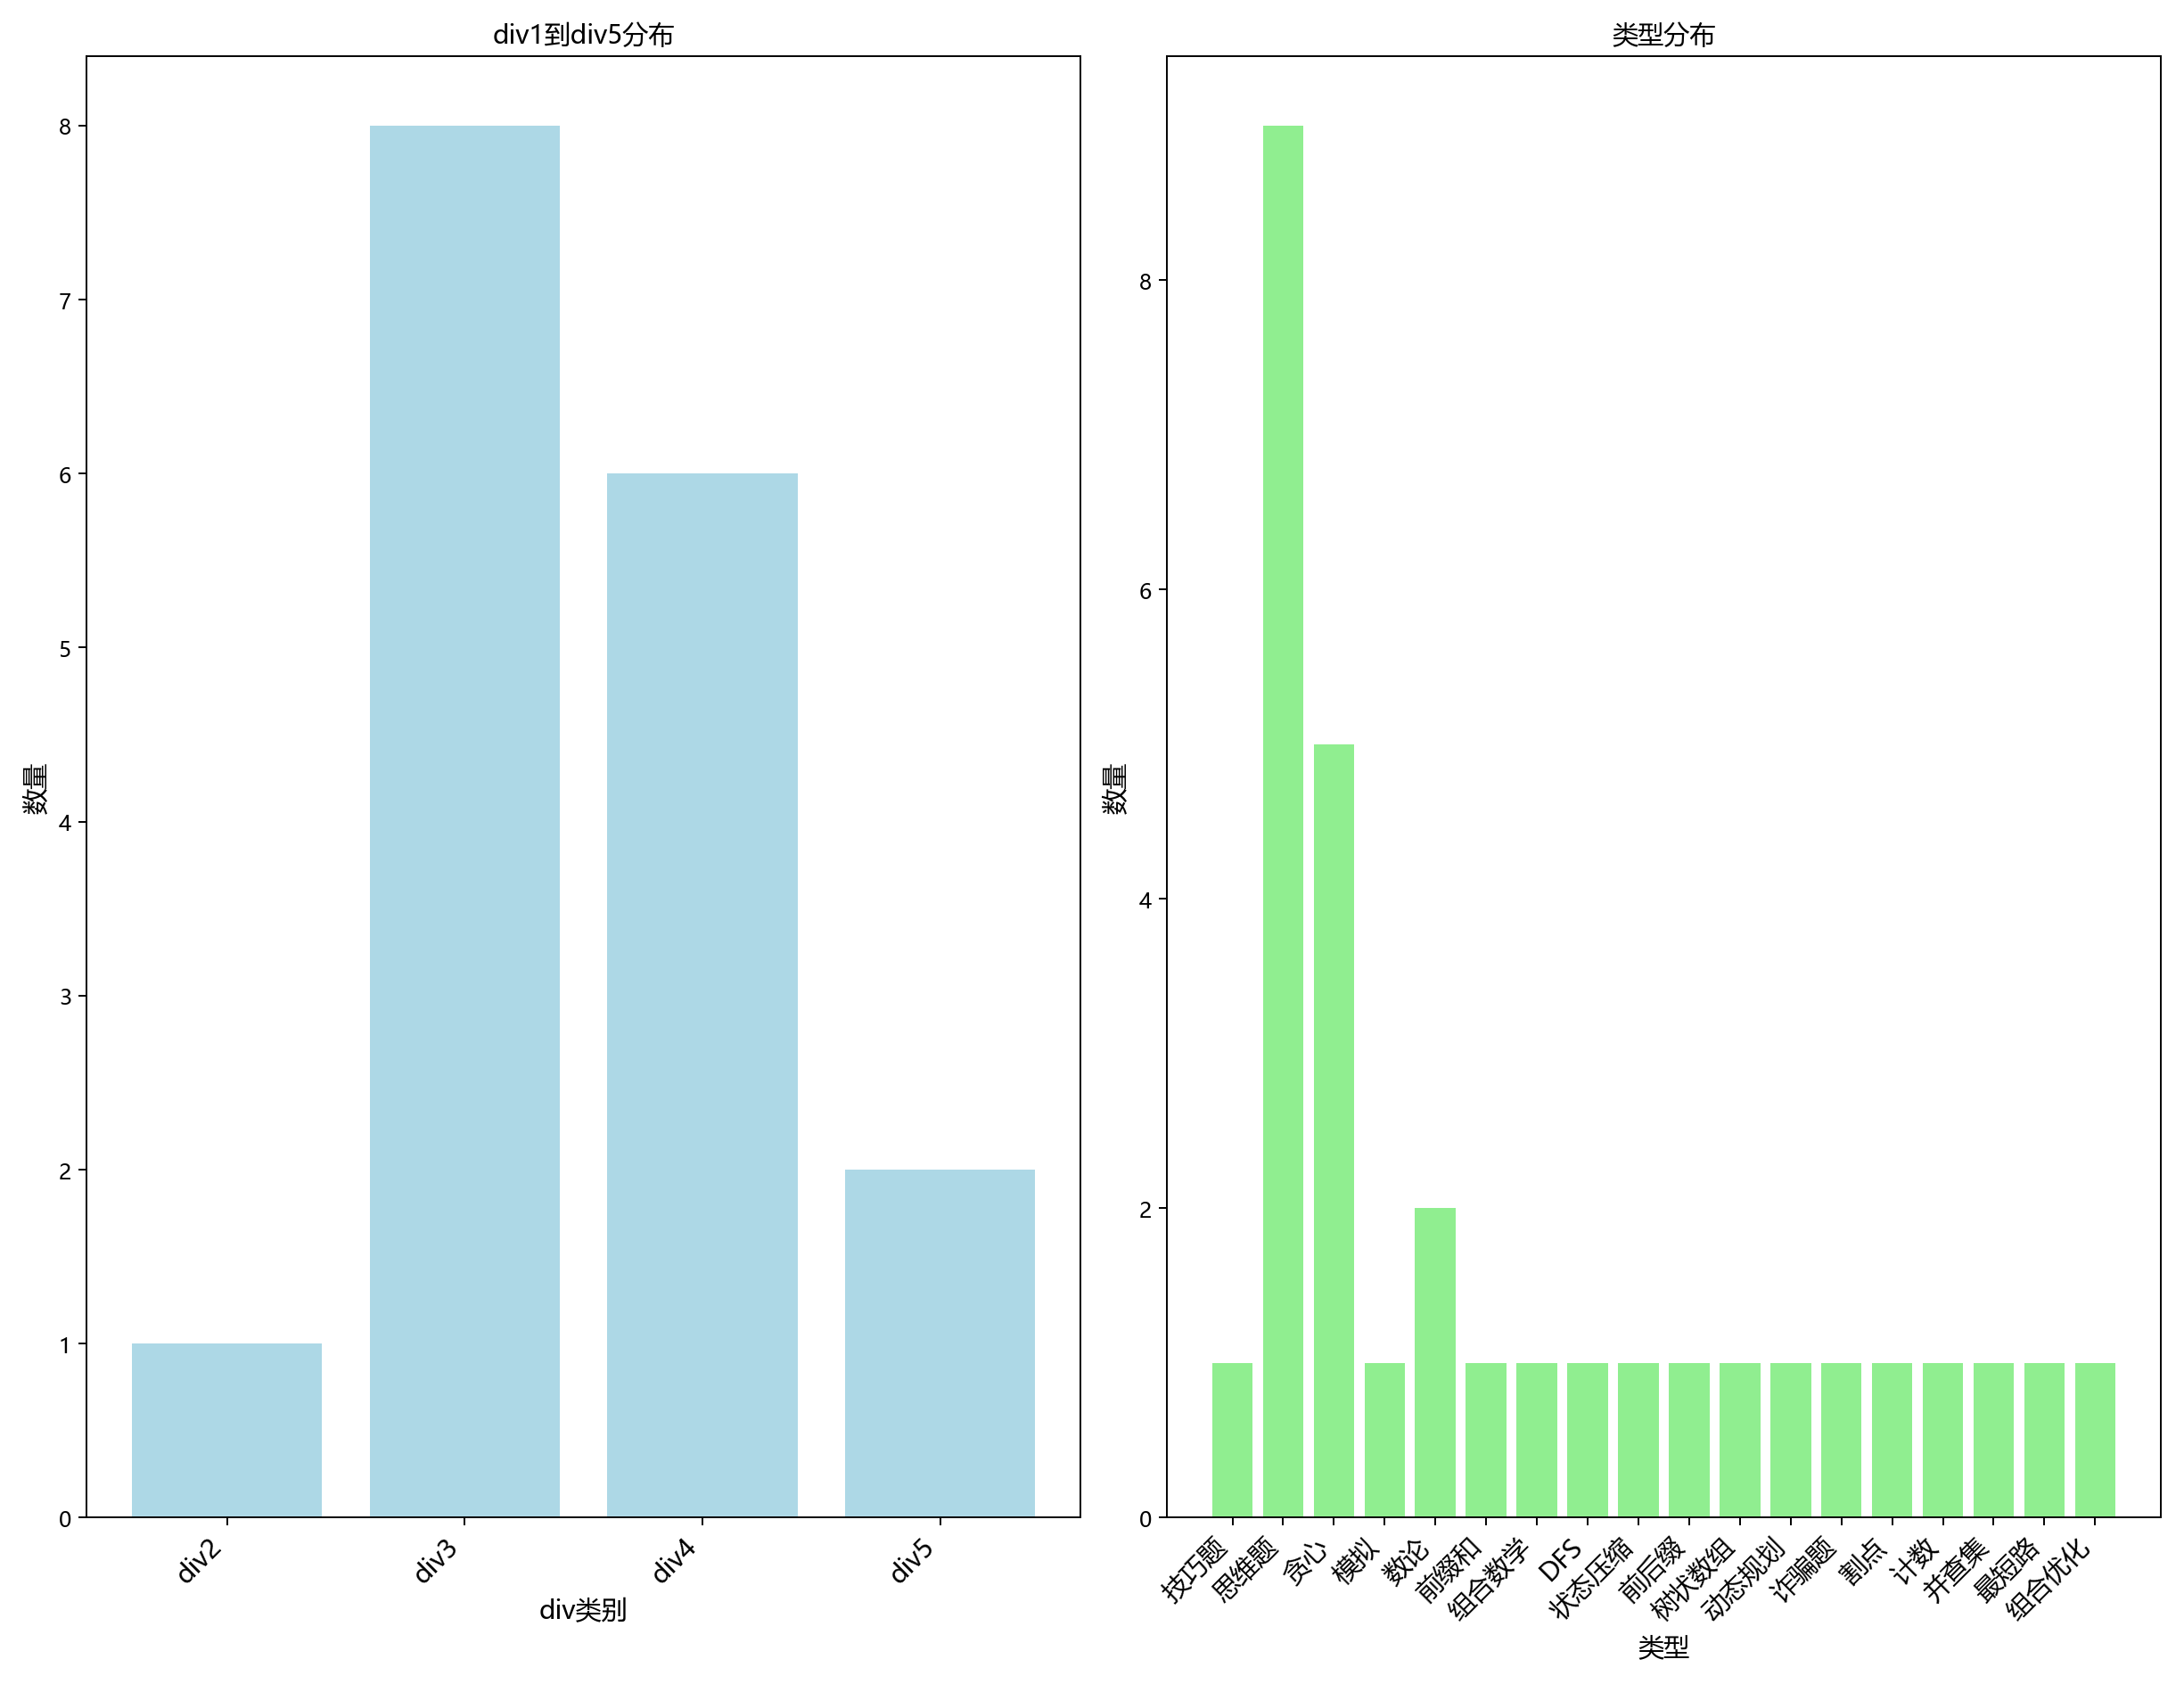 div1到div5分布
数量
8
7
6
5
4
3
2
1
0
div2
div3
div4
div5
div类别
类型分布
数量
8
6
4
2
0
技巧题
思维题
贪心
模拟
数论
前缀和
组合数学
DFS
状态压缩
前后缀
树状数组
动态规划
诈骗题
割点
计数
并查集
最短路
组合优化
类型